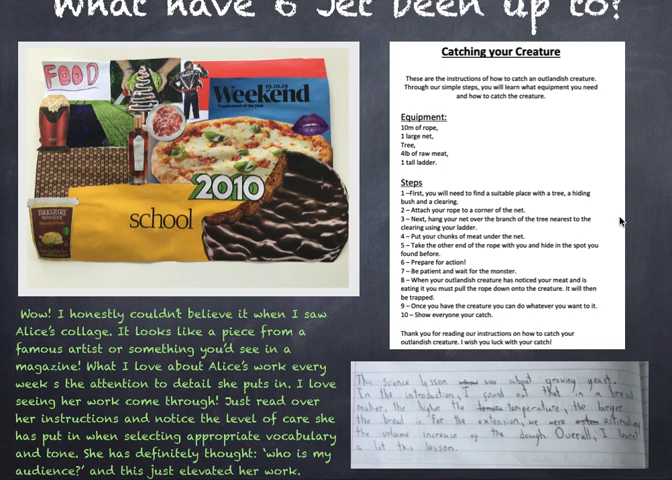 What have 6 Jet been up to?
FOOD
19.10.19
Weekend
2010
school
YORKSHIRE
Catching your Creature
These are the instructions of how to catch an outlandish creature.
Through our simple steps, you will learn what equipment you need
and how to catch the creature.
Equipment:
10m of rope,
1 large net,
Tree,
4lb of raw meat,
1 tall ladder.
Steps
1 –First, you will need to find a suitable place with a tree, a hiding
bush and a clearing.
2 – Attach your rope to a corner of the net.
3 – Next, hang your net over the branch of the tree nearest to the
clearing using your ladder.
4 – Put your chunks of meat under the net.
5 – Take the other end of the rope with you and hide in the spot you
found before.
6 – Prepare for action!
7 – Be patient and wait for the monster.
8 – When your outlandish creature has noticed your meat and is
eating it you must pull the rope down onto the creature. It will then
be trapped.
9 – Once you have the creature you can do whatever you want to it.
10 – Show everyone your catch.
Thank you for reading our instructions on how to catch your
outlandish creature. I wish you luck with your catch!
Wow! I honestly couldn't believe it when I saw
Alice's collage. It looks like a piece from a
famous artist or something you'd see in a
magazine! What I love about Alice's work every
week s the attention to detail she puts in. I love
seeing her work come through! Just read over
her instructions and notice the level of care she
has put in when selecting appropriate vocabulary
and tone. She has definitely thought: 'who is my
audience?' and this just elevated her work.
This science lesson was about growing yeast.
In the introduction, I found out that in a bread
maker, the higher the temperature, the larger
the bread is. For the extension, we were estimating
the volume increase of the dough. Overall, I learnt
a lot this lesson.